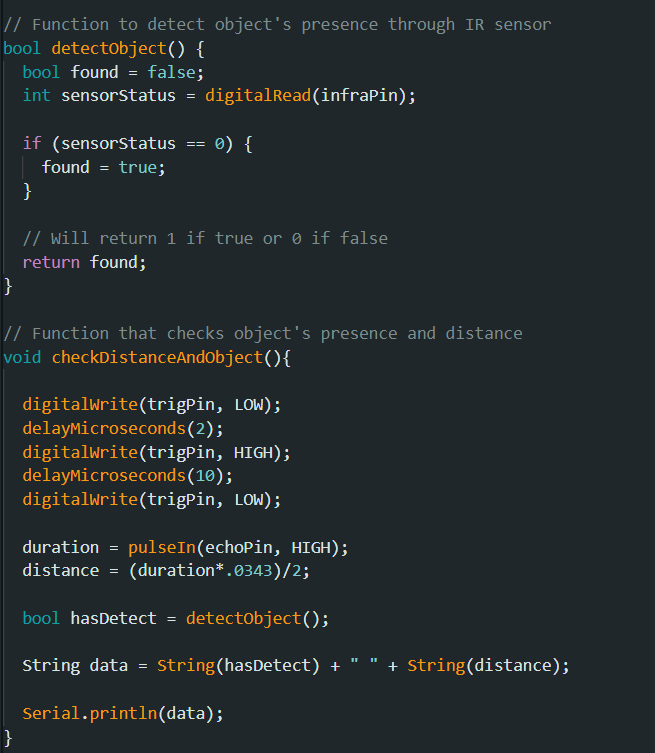 // Function to detect object's presence through IR sensor
bool detectObject() {
  bool found = false;
  int sensorStatus = digitalRead(infraPin);

  if (sensorStatus == 0) {
    found = true;
  }

  // Will return 1 if true or 0 if false
  return found;
}

// Function that checks object's presence and distance
void checkDistanceAndObject(){

  digitalWrite(trigPin, LOW);
  delayMicroseconds(2);
  digitalWrite(trigPin, HIGH);
  delayMicroseconds(10);
  digitalWrite(trigPin, LOW);

  duration = pulseIn(echoPin, HIGH);
  distance = (duration*.0343)/2;

  bool hasDetect = detectObject();

  String data = String(hasDetect) + " " + String(distance);

  Serial.println(data);
}